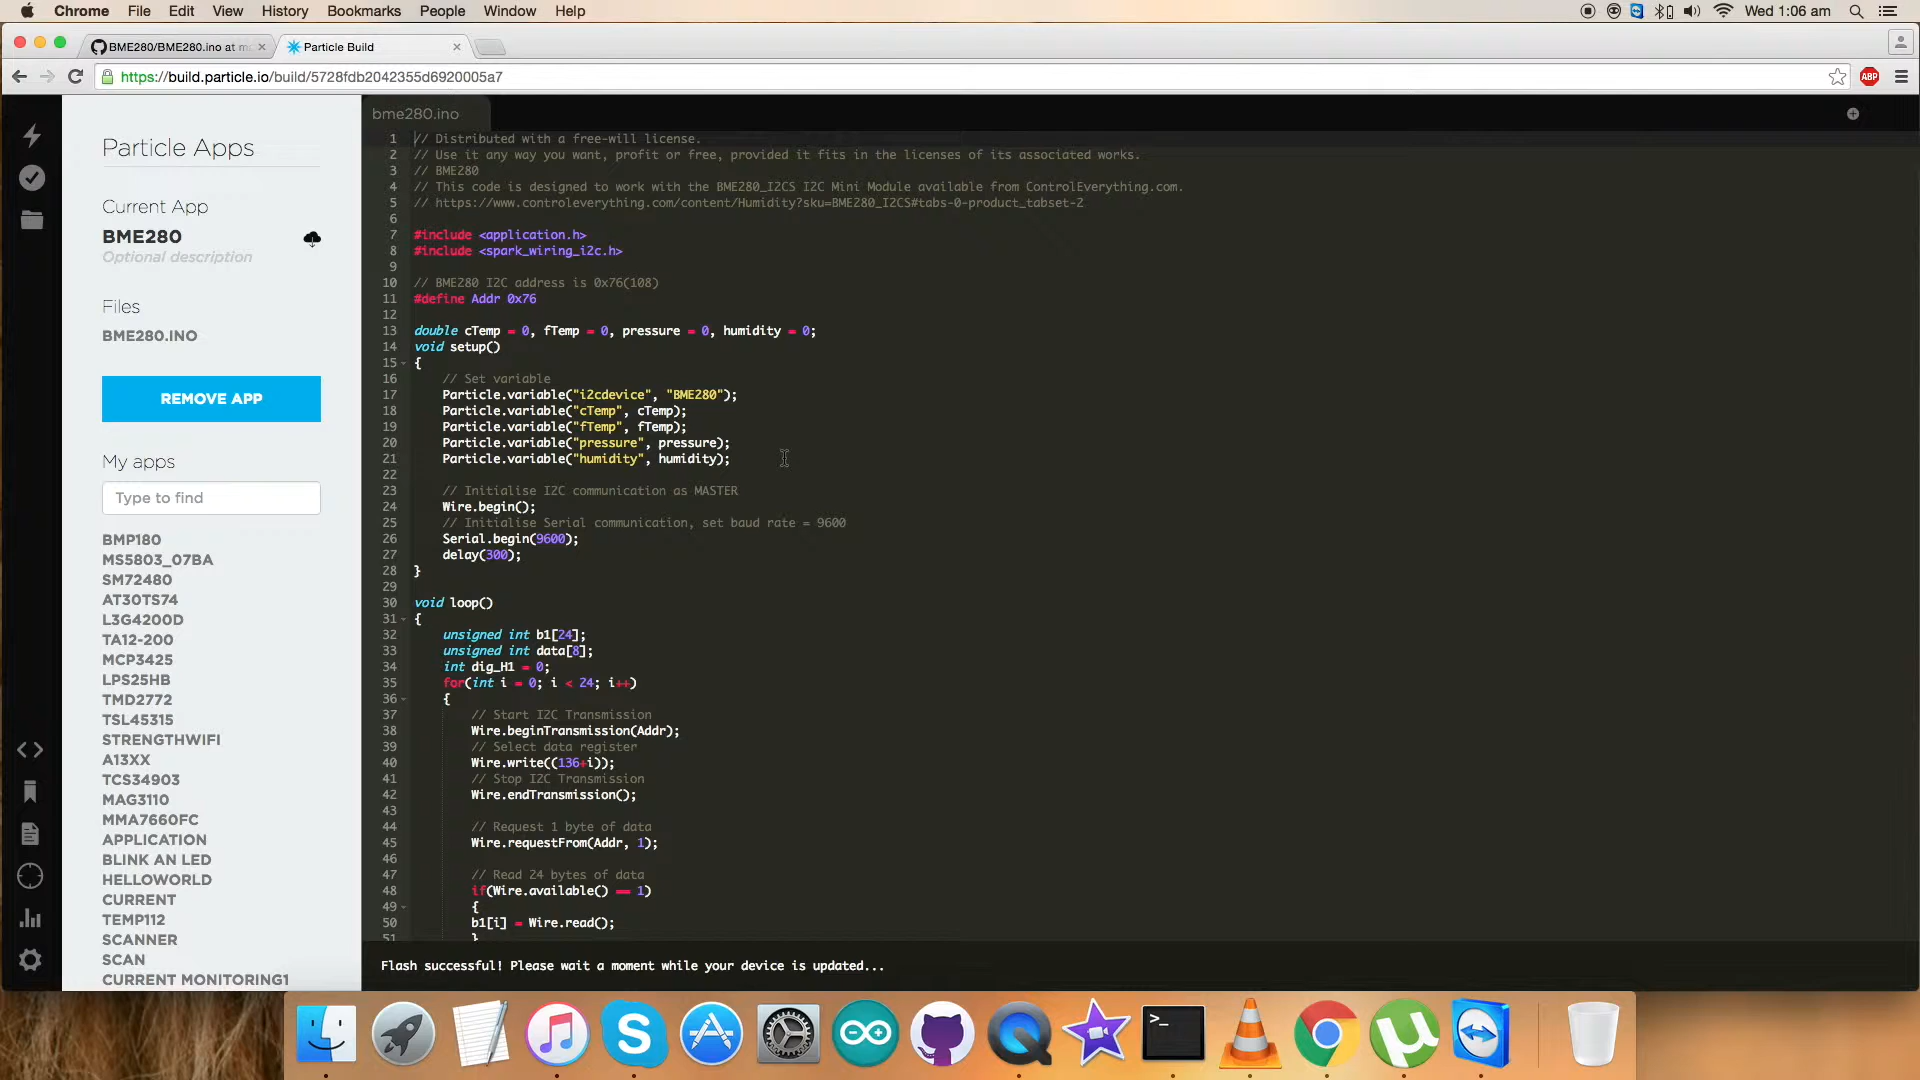 Chrome File Edit View History Bookmarks People Window Help
Wed 1:06 am
BME280/BME280.ino at m
Particle Build
https://build.particle.io/build/5728fdb2042355d6920005a7
ABP
Particle Apps
Current App
BME280
Optional description
Files
BME280.INO
REMOVE APP
My apps
Type to find
BMP180
MS5803_07BA
SM72480
AT30TS74
L3G4200D
TA12-200
MCP3425
LPS25HB
TMD2772
TSL45315
STRENGTHWIFI
A13XX
TCS34903
MAG3110
MMA7660FC
APPLICATION
BLINK AN LED
HELLOWORLD
CURRENT
TEMP112
SCANNER
SCAN
CURRENT MONITORING1
bme280.ino
1 // Distributed with a free-will license.
2 // Use it any way you want, profit or free, provided it fits in the licenses of its associated works.
3 // BME280
4 // This code is designed to work with the BME280_I2CS I2C Mini Module available from ControlEverything.com.
5 // https://www.controleverything.com/content/Humidity?sku=BME280_I2CS#tabs-0-product_tabset-2
6
7 #include <application.h>
8 #include <spark_wiring_i2c.h>
9
10 // BME280 I2C address is 0x76(108)
11 #define Addr 0x76
12
13 double cTemp = 0, fTemp = 0, pressure = 0, humidity = 0;
14 void setup()
15 {
16 // Set variable
17 Particle.variable("i2cdevice", "BME280");
18 Particle.variable("cTemp", cTemp);
19 Particle.variable("fTemp", fTemp);
20 Particle.variable("pressure", pressure);
21 Particle.variable("humidity", humidity);
22
23 // Initialise I2C communication as MASTER
24 Wire.begin();
25 // Initialise Serial communication, set baud rate = 9600
26 Serial.begin(9600);
27 delay(300);
28 }
29
30 void loop()
31 {
32 unsigned int b1[24];
33 unsigned int data[8];
34 int dig_H1 = 0;
35 for(int i = 0; i < 24; i++)
36 {
37 // Start I2C Transmission
38 Wire.beginTransmission(Addr);
39 // Select data register
40 Wire.write((136+i));
41 // Stop I2C Transmission
42 Wire.endTransmission();
43
44 // Request 1 byte of data
45 Wire.requestFrom(Addr, 1);
46
47 // Read 24 bytes of data
48 if(Wire.available() == 1)
49 {
50 b1[i] = Wire.read();
51 }
Flash successful! Please wait a moment while your device is updated...